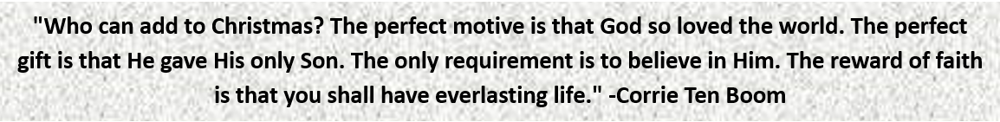 "Who can add to Christmas? The perfect motive is that God so loved the world. The perfect
gift is that He gave His only Son. The only requirement is to believe in Him. The reward of faith
is that you shall have everlasting life." -Corrie Ten Boom